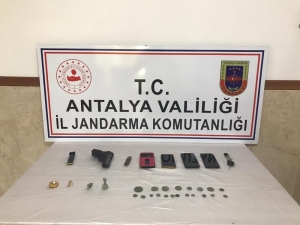 T.C.
ANTALYA VALİLİĞİ
İL JANDARMA KOMUTANLIĞI